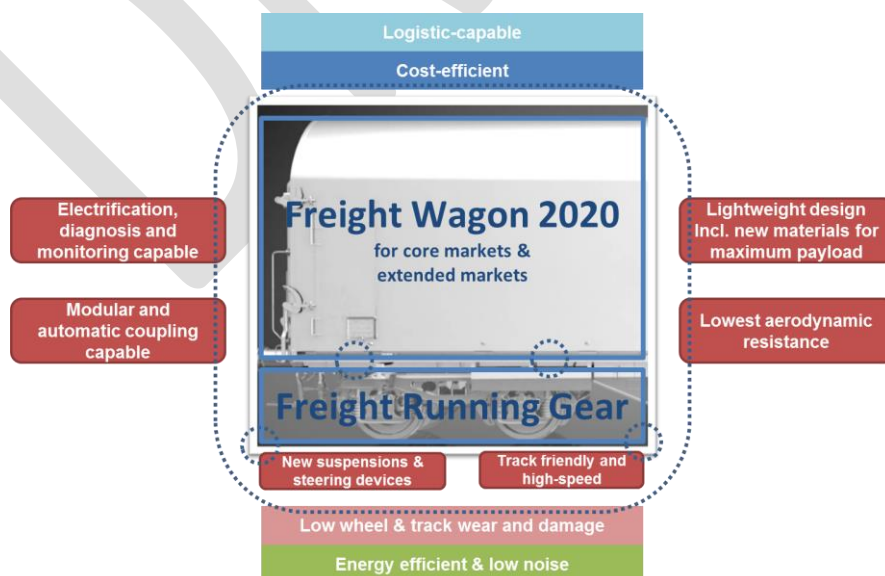 Logistic-capable
Cost-efficient
Electrification,
diagnosis and
monitoring capable
Modular and
automatic coupling
capable
Freight Wagon 2020
for core markets &
extended markets
Lightweight design
Incl. new materials for
maximum payload
Lowest aerodynamic
resistance
Freight Running Gear
New suspensions &
steering devices
Track friendly and
high-speed
Low wheel & track wear and damage
Energy efficient & low noise